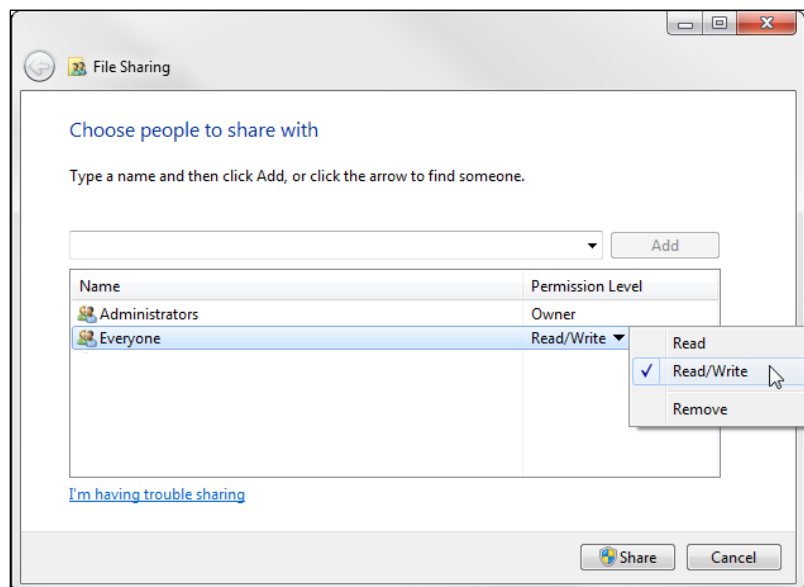 File Sharing
Choose people to share with
Type a name and then click Add, or click the arrow to find someone.
Add
Name Permission Level
Administrators Owner
Everyone Read/Write
Read
Read/Write
Remove
I'm having trouble sharing
Share Cancel